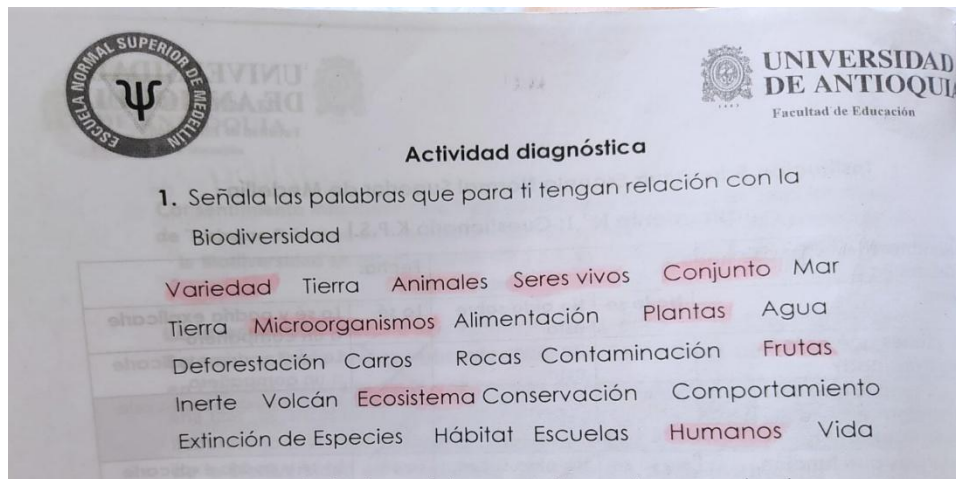 ESCUELA NORMAL SUPERIOR DE MEDELLÍN
UNIVERSIDAD
DE ANTIOQUIA
Facultad de Educación
Actividad diagnóstica
1. Señala las palabras que para ti tengan relación con la
Biodiversidad
Variedad Tierra Animales Seres vivos Conjunto Mar
Tierra Microorganismos Alimentación Plantas Agua
Deforestación Carros Rocas Contaminación Frutas
Inerte Volcán Ecosistema Conservación Comportamiento
Extinción de Especies Hábitat Escuelas Humanos Vida